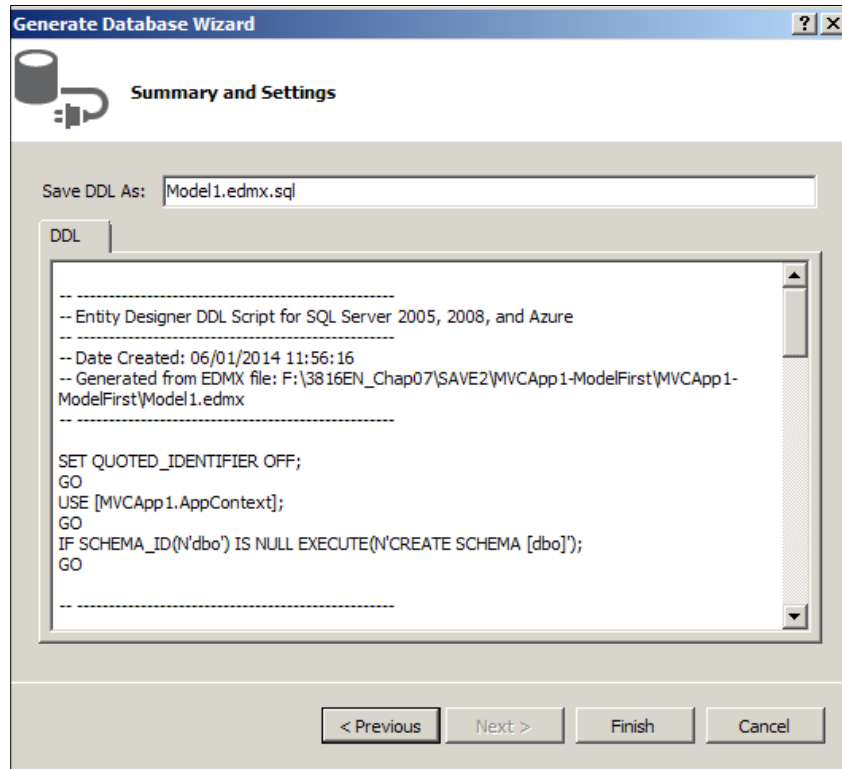 Generate Database Wizard
? X
Summary and Settings
Save DDL As: Model1.edmx.sql
DDL
-- --------------------------------------------------
-- Entity Designer DDL Script for SQL Server 2005, 2008, and Azure
-- --------------------------------------------------
-- Date Created: 06/01/2014 11:56:16
-- Generated from EDMX file: F:\3816EN_Chap07\SAVE2\MVCApp1-ModelFirst\MVCApp1-
ModelFirst\Model1.edmx
-- --------------------------------------------------
SET QUOTED_IDENTIFIER OFF;
GO
USE [MVCApp1.AppContext];
GO
IF SCHEMA_ID(N'dbo') IS NULL EXECUTE(N'CREATE SCHEMA [dbo]');
GO
-- --------------------------------------------------
< Previous Next > Finish Cancel